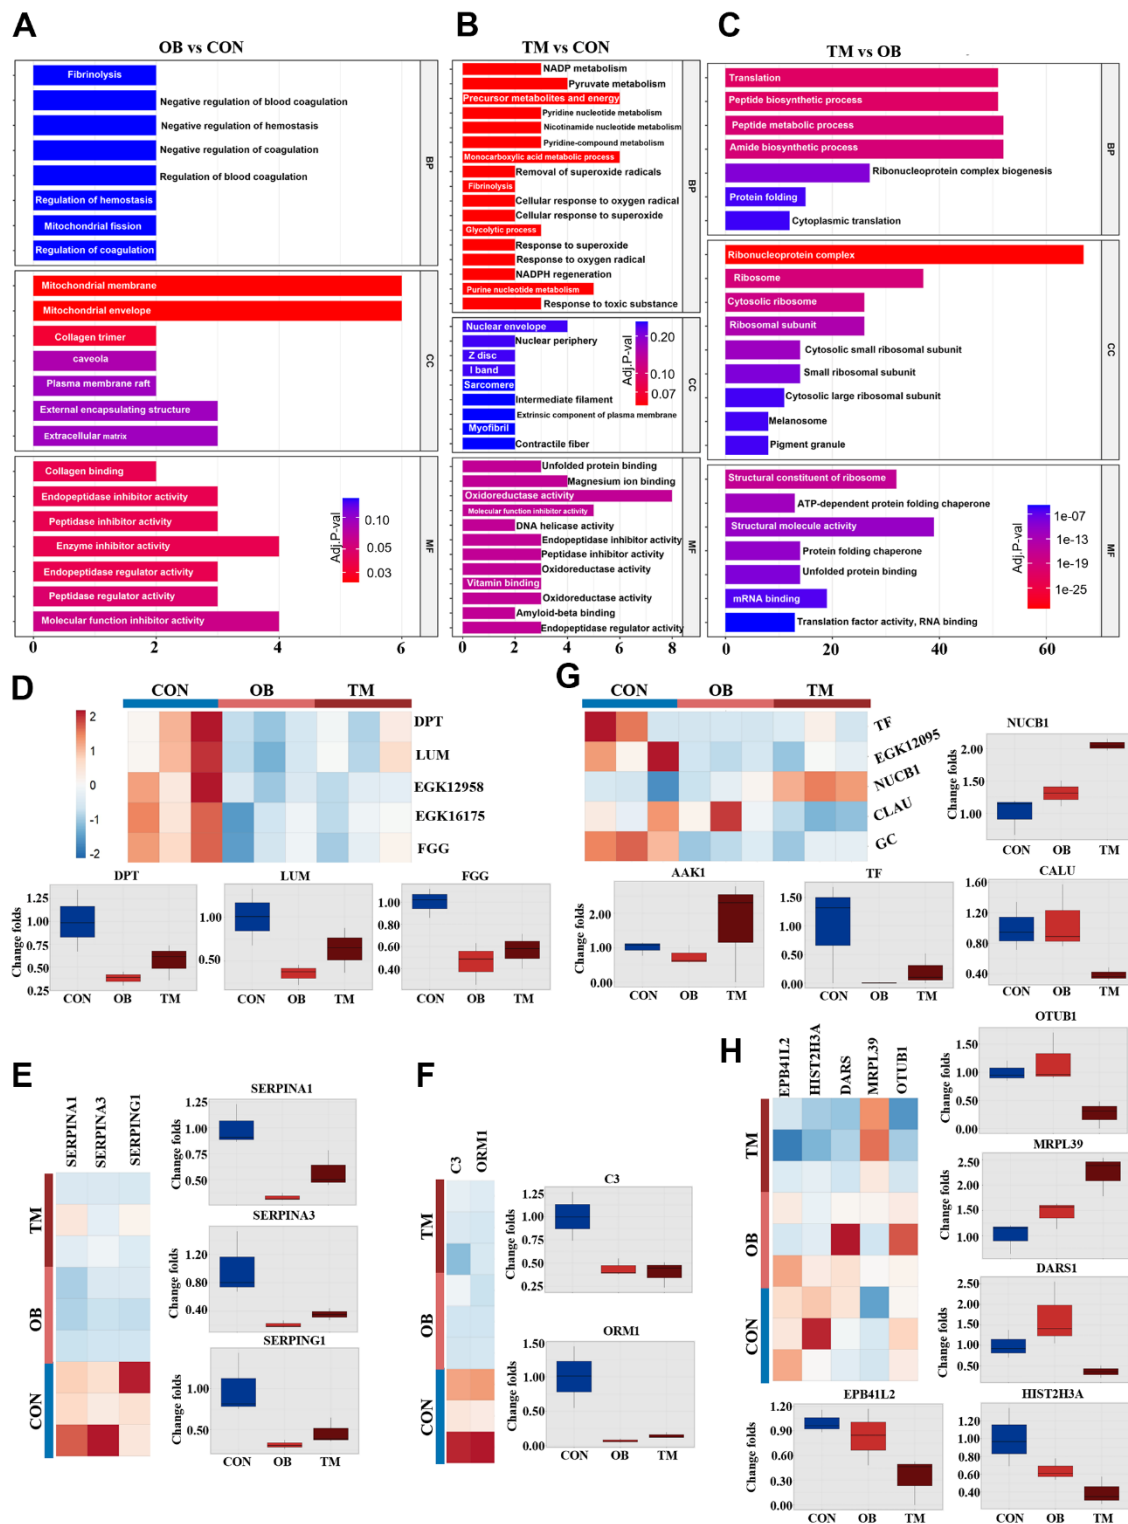 A
OB vs CON
Fibrinolysis
Negative regulation of blood coagulation
Negative regulation of hemostasis
Negative regulation of coagulation
Regulation of blood coagulation
Regulation of hemostasis
Mitochondrial fission
Regulation of coagulation
BP
Mitochondrial membrane
Mitochondrial envelope
Collagen trimer
caveola
Plasma membrane raft
External encapsulating structure
Extracellular matrix
CC
Collagen binding
Endopeptidase inhibitor activity
Peptidase inhibitor activity
Enzyme inhibitor activity
Endopeptidase regulator activity
Peptidase regulator activity
Molecular function inhibitor activity
MF
Adj.P-val
0.10
0.05
0.03
0 2 4 6
B
TM vs CON
NADP metabolism
Pyruvate metabolism
Precursor metabolites and energy
Pyridine nucleotide metabolism
Nicotinamide nucleotide metabolism
Pyridine-compound metabolism
Monocarboxylic acid metabolic process
Removal of superoxide radicals
Fibrinolysis
Cellular response to oxygen radical
Cellular response to superoxide
Glycolytic process
Response to superoxide
Response to oxygen radical
NADPH regeneration
Purine nucleotide metabolism
Response to toxic substance
BP
Nuclear envelope
Nuclear periphery
Z disc
I band
Sarcomere
Intermediate filament
Extrinsic component of plasma membrane
Myofibril
Contractile fiber
CC
Adj.P-val
0.20
0.10
0.07
Unfolded protein binding
Magnesium ion binding
Oxidoreductase activity
Molecular function inhibitor activity
DNA helicase activity
Endopeptidase inhibitor activity
Peptidase inhibitor activity
Oxidoreductase activity
Vitamin binding
Oxidoreductase activity
Amyloid-beta binding
Endopeptidase regulator activity
MF
0 2 4 6 8
C
TM vs OB
Translation
Peptide biosynthetic process
Peptide metabolic process
Amide biosynthetic process
Ribonucleoprotein complex biogenesis
Protein folding
Cytoplasmic translation
BP
Ribonucleoprotein complex
Ribosome
Cytosolic ribosome
Ribosomal subunit
Cytosolic small ribosomal subunit
Small ribosomal subunit
Cytosolic large ribosomal subunit
Melanosome
Pigment granule
CC
Structural constituent of ribosome
ATP-dependent protein folding chaperone
Structural molecule activity
Protein folding chaperone
Unfolded protein binding
mRNA binding
Translation factor activity, RNA binding
MF
Adj.P-val
1e-07
1e-13
1e-19
1e-25
0 20 40 60
D
CON OB TM
2
1
0
-1
-2
DPT
LUM
EGK12958
EGK16175
FGG
DPT
Change folds
1.25
1.00
0.75
0.50
0.25
CON OB TM
LUM
1.00
0.50
CON OB TM
FGG
1.00
0.80
0.60
0.40
CON OB TM
G
CON OB TM
TF
EGK12095
NUCB1
CLAU
GC
NUCB1
Change folds
2.00
1.50
1.00
CON OB TM
AAK1
Change folds
2.00
1.00
0.00
CON OB TM
TF
1.50
1.00
0.50
0.00
CON OB TM
CALU
1.60
1.20
0.80
0.40
CON OB TM
E
SERPINA1
SERPINA3
SERPING1
TM
OB
CON
SERPINA1
Change folds
1.00
0.50
SERPINA3
Change folds
1.20
0.80
0.40
SERPING1
Change folds
1.00
0.50
CON OB TM
F
C3
ORM1
TM
OB
CON
C3
Change folds
1.25
1.00
0.75
0.50
0.25
ORM1
Change folds
1.50
1.00
0.50
0.00
CON OB TM
H
EPB41L2
HIST2H3A
DARS
MRPL39
OTUB1
TM
OB
CON
OTUB1
Change folds
1.50
1.00
0.50
0.00
MRPL39
Change folds
2.50
2.00
1.50
1.00
DARS1
Change folds
2.50
2.00
1.50
1.00
0.50
EPB41L2
Change folds
1.20
0.90
0.60
0.30
0.00
CON OB TM
HIST2H3A
Change folds
1.20
1.00
0.80
0.60
0.40
CON OB TM